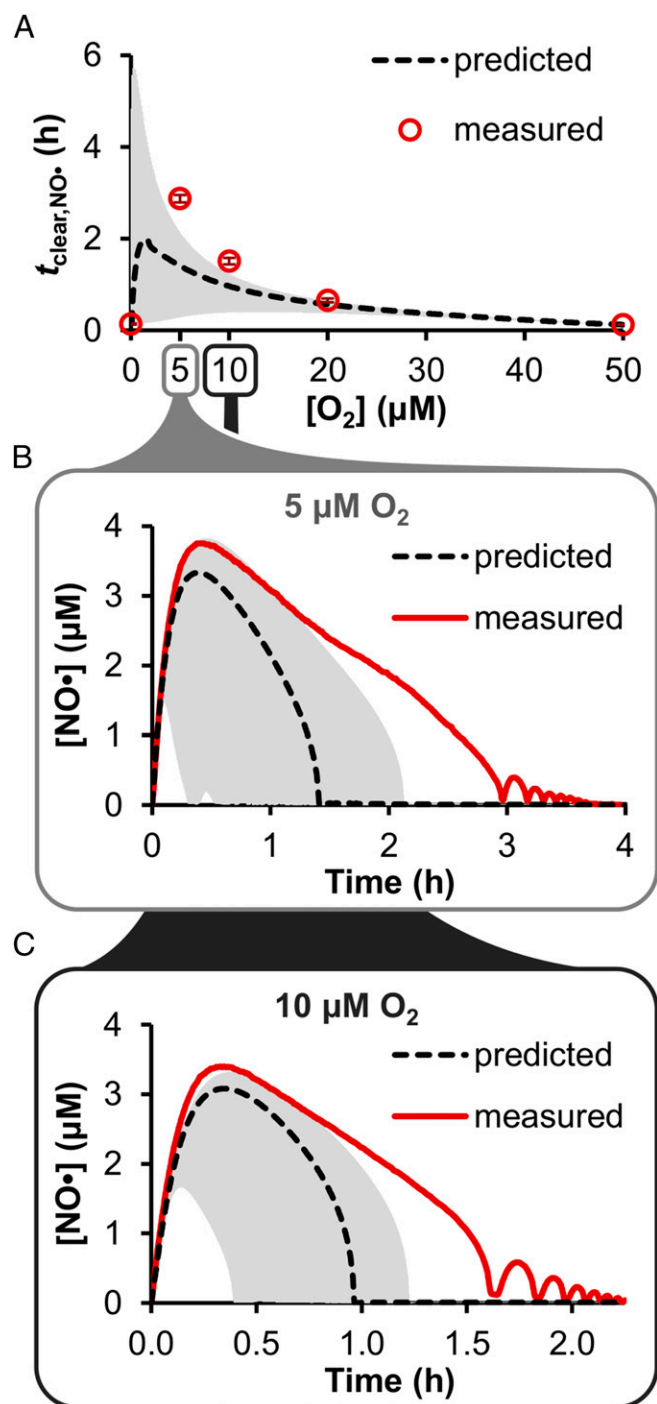 A
6
4
2
0
t clear,NO• (h)
predicted
measured
0 5 10 20 30 40 50
[O₂] (µM)
B
5 µM O₂
4
3
2
1
0
[NO•] (µM)
predicted
measured
0 1 2 3 4
Time (h)
C
10 µM O₂
4
3
2
1
0
[NO•] (µM)
predicted
measured
0.0 0.5 1.0 1.5 2.0
Time (h)